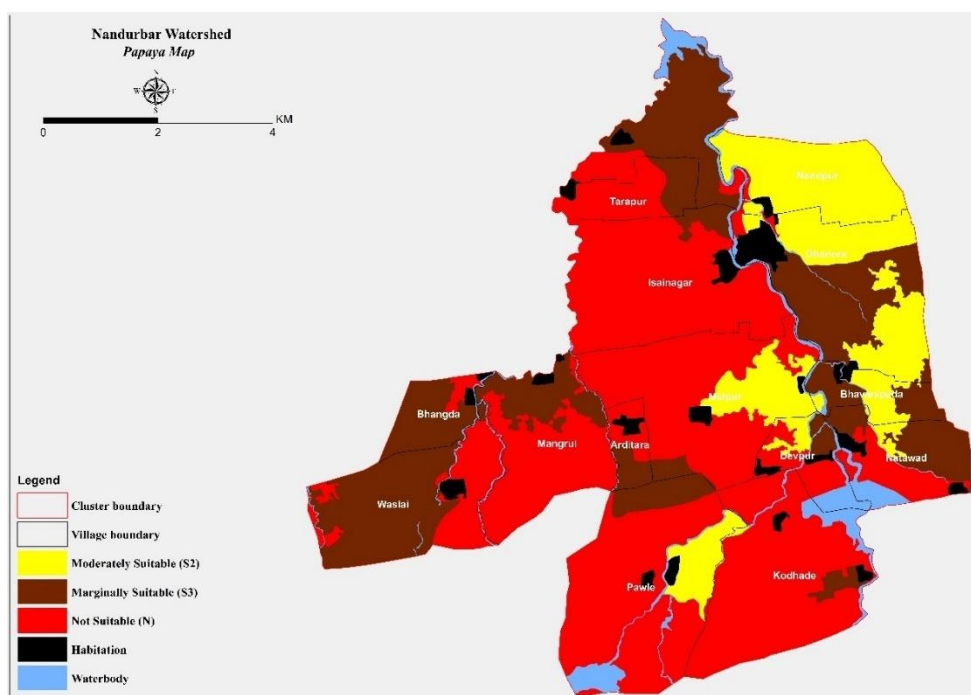 Nandurbar Watershed
Papaya Map
N
W
S
KM
0
2
4
Tarapur
Isainagar
Bhangda
Mangrul
Arditara
Waslai
Devpur
Ratawad
Pawle
Kodhade
Legend
Cluster boundary
Village boundary
Moderately Suitable (S2)
Marginally Suitable (S3)
Not Suitable (N)
Habitation
Waterbody